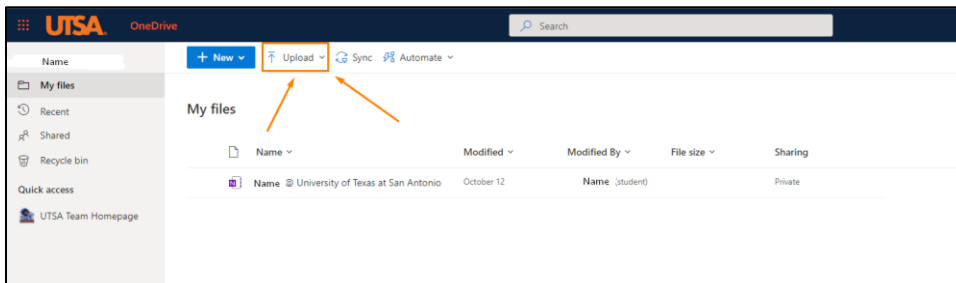 UTSA. OneDrive Search
Name
+ New Upload Sync Automate
My files
Recent
Shared
Recycle bin
Quick access
UTSA Team Homepage
My files
Name Modified Modified By File size Sharing
Name @ University of Texas at San Antonio October 12 Name (student) Private